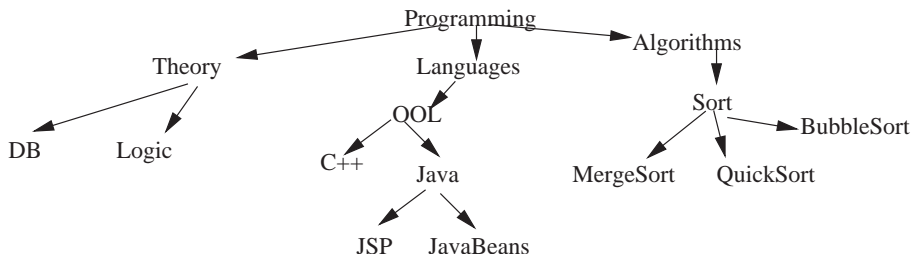 Programming
Theory
Languages
Algorithms
DB
Logic
OOL
Sort
C++
Java
BubbleSort
MergeSort
QuickSort
JSP
JavaBeans